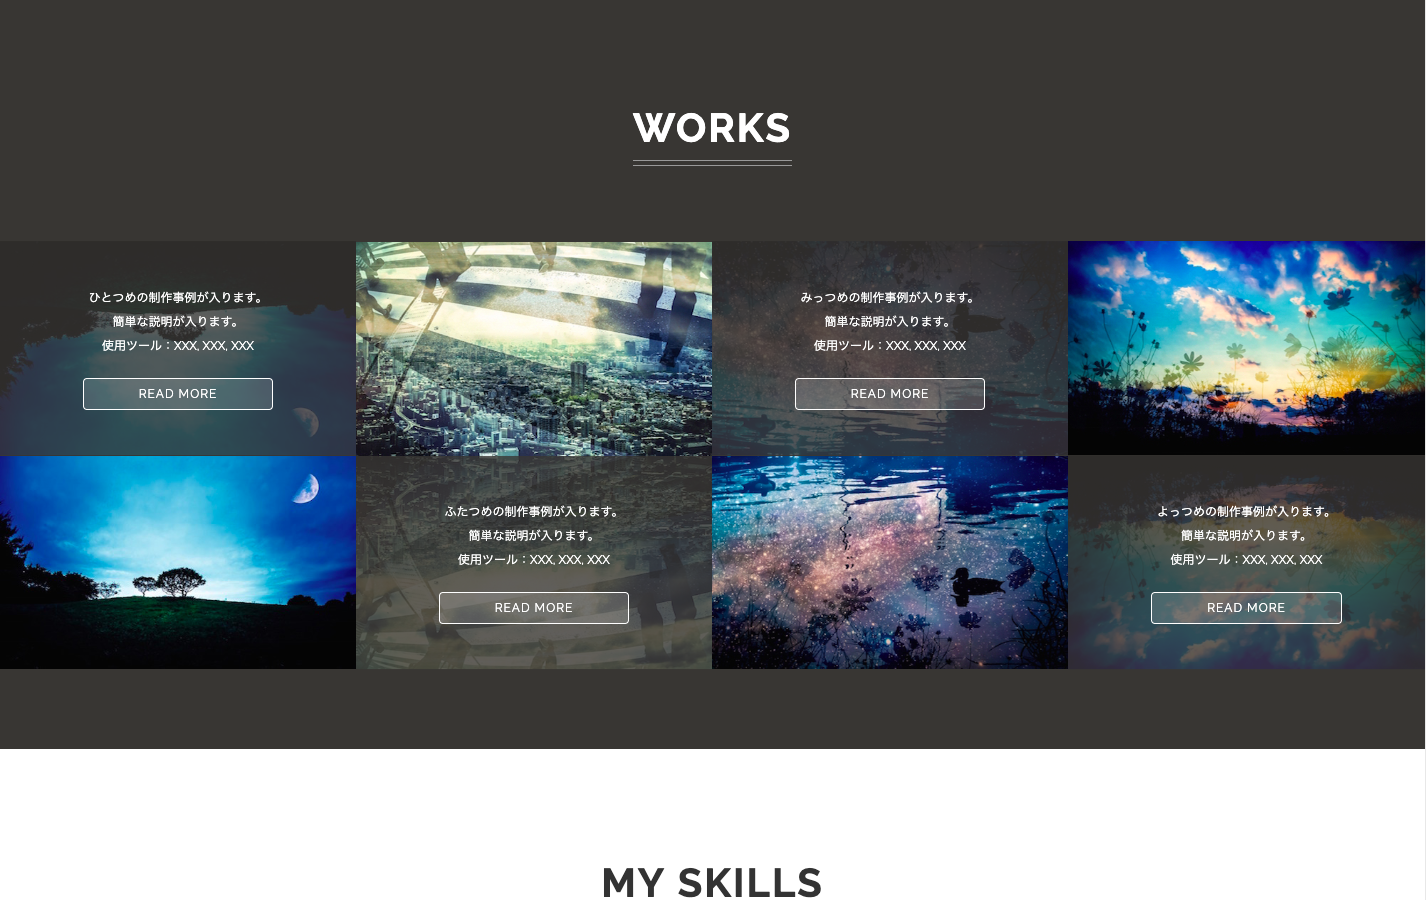 WORKS
ひとつめの制作事例が入ります。
簡単な説明が入ります。
使用ツール：XXX, XXX, XXX
READ MORE
みっつめの制作事例が入ります。
簡単な説明が入ります。
使用ツール：XXX, XXX, XXX
READ MORE
ふたつめの制作事例が入ります。
簡単な説明が入ります。
使用ツール：XXX, XXX, XXX
READ MORE
よっつめの制作事例が入ります。
簡単な説明が入ります。
使用ツール：XXX, XXX, XXX
READ MORE
MY SKILLS